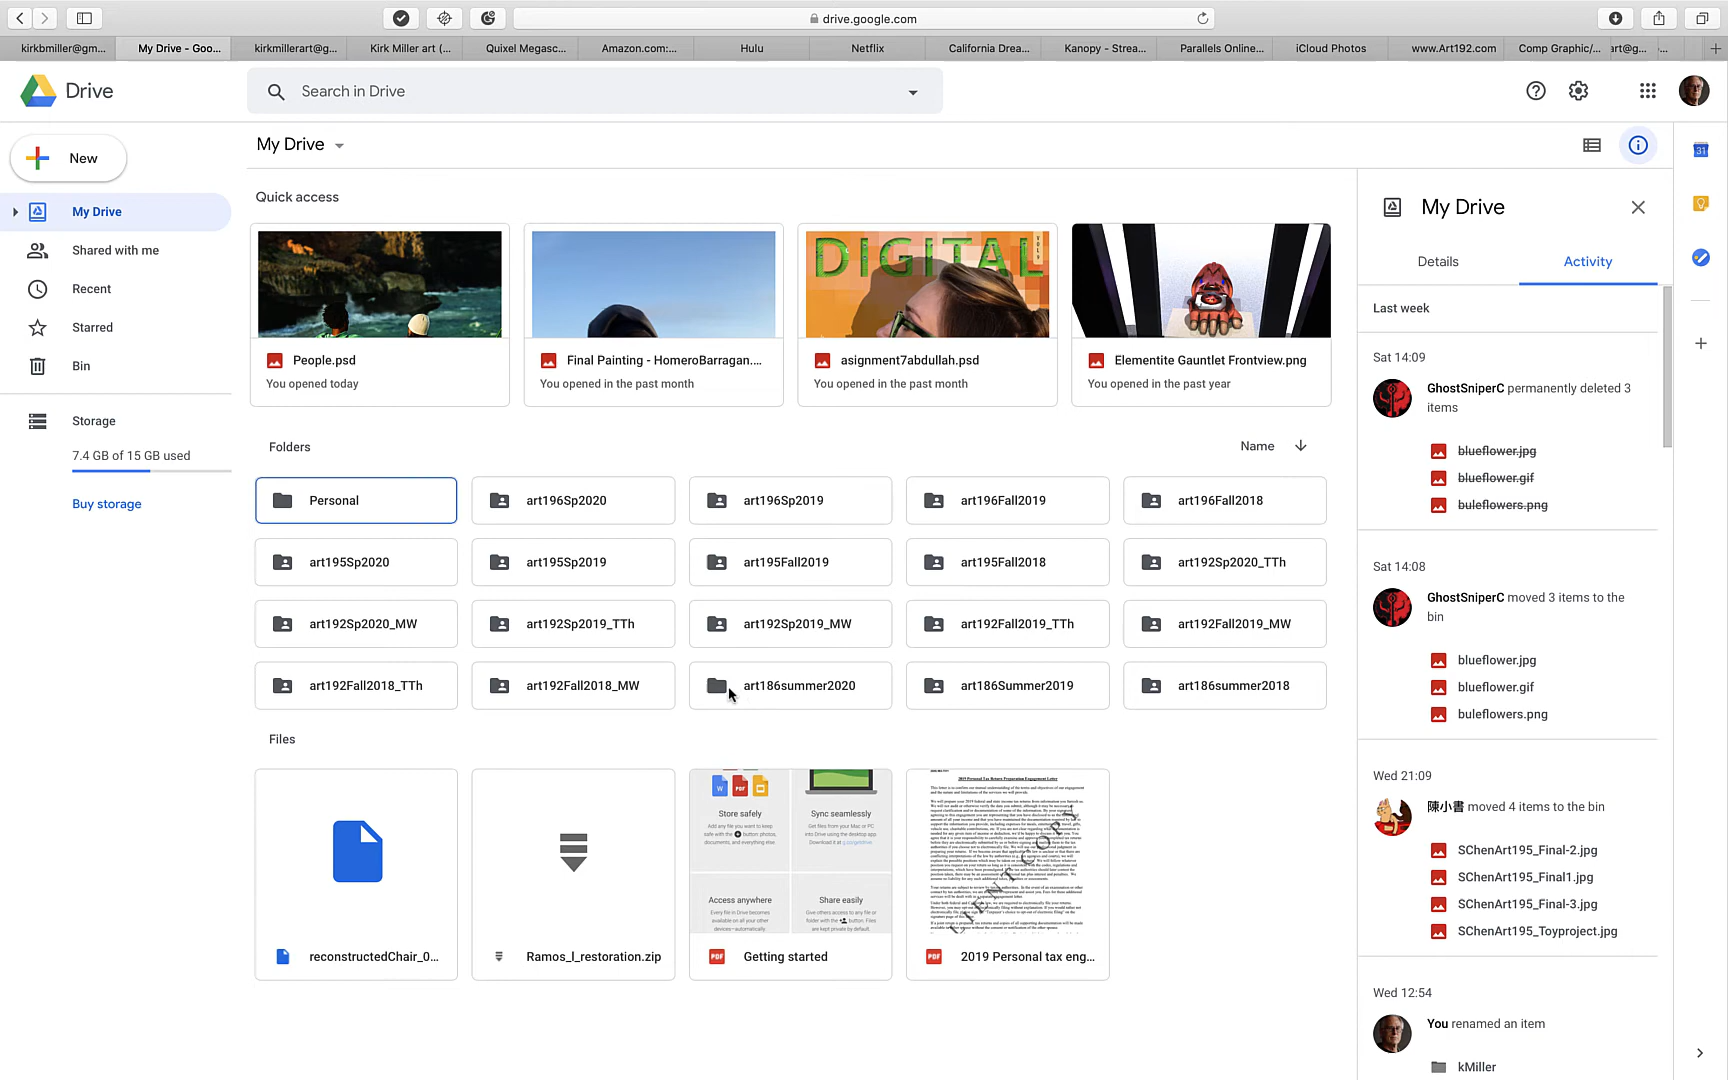 drive.google.com
kirkbmiller@gm...
My Drive - Goo...
kirkmillerart@g...
Kirk Miller art (...
Quixel Megasc...
Amazon.com:...
Hulu
Netflix
California Drea...
Kanopy - Strea...
Parallels Online...
iCloud Photos
www.Art192.com
Comp Graphic/...
art@g...
Drive
Search in Drive
New
My Drive
Shared with me
Recent
Starred
Bin
Storage
7.4 GB of 15 GB used
Buy storage
My Drive
Quick access
DIGITAL
People.psd
You opened today
Final Painting - HomeroBarragan....
You opened in the past month
asignment7abdullah.psd
You opened in the past month
Elementite Gauntlet Frontview.png
You opened in the past year
Folders
Name
Personal
art196Sp2020
art196Sp2019
art196Fall2019
art196Fall2018
art195Sp2020
art195Sp2019
art195Fall2019
art195Fall2018
art192Sp2020_TTh
art192Sp2020_MW
art192Sp2019_TTh
art192Sp2019_MW
art192Fall2019_TTh
art192Fall2019_MW
art192Fall2018_TTh
art192Fall2018_MW
art186summer2020
art186Summer2019
art186summer2018
Files
reconstructedChair_0...
Ramos_I_restoration.zip
Store safely
Sync seamlessly
Access anywhere
Share easily
Getting started
2019 Personal Tax Return Preparation Engagement Letter
2019 Personal tax eng...
My Drive
Details
Activity
Last week
Sat 14:09
GhostSniperC permanently deleted 3
items
blueflower.jpg
blueflower.gif
buleflowers.png
Sat 14:08
GhostSniperC moved 3 items to the
bin
blueflower.jpg
blueflower.gif
buleflowers.png
Wed 21:09
陳小書 moved 4 items to the bin
SChenArt195_Final-2.jpg
SChenArt195_Final1.jpg
SChenArt195_Final-3.jpg
SChenArt195_Toyproject.jpg
Wed 12:54
You renamed an item
kMiller
31